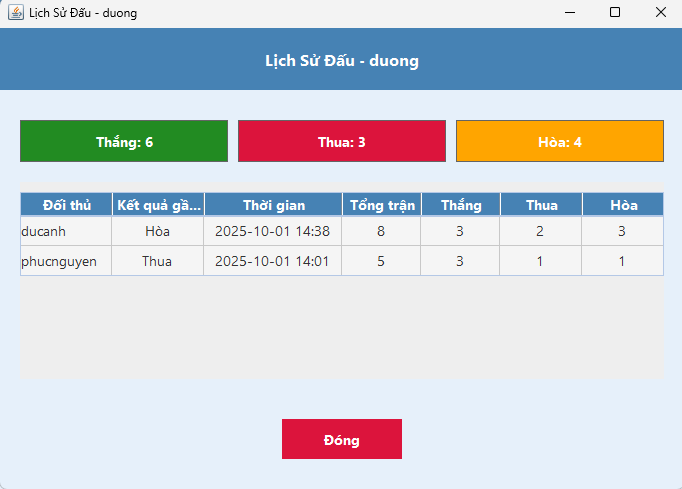 Lịch Sử Đấu - duong
Lịch Sử Đấu - duong
Thắng: 6 Thua: 3 Hòa: 4
Đối thủ Kết quả gầ... Thời gian Tổng trận Thắng Thua Hòa
ducanh Hòa 2025-10-01 14:38 8 3 2 3
phucnguyen Thua 2025-10-01 14:01 5 3 1 1
Đóng